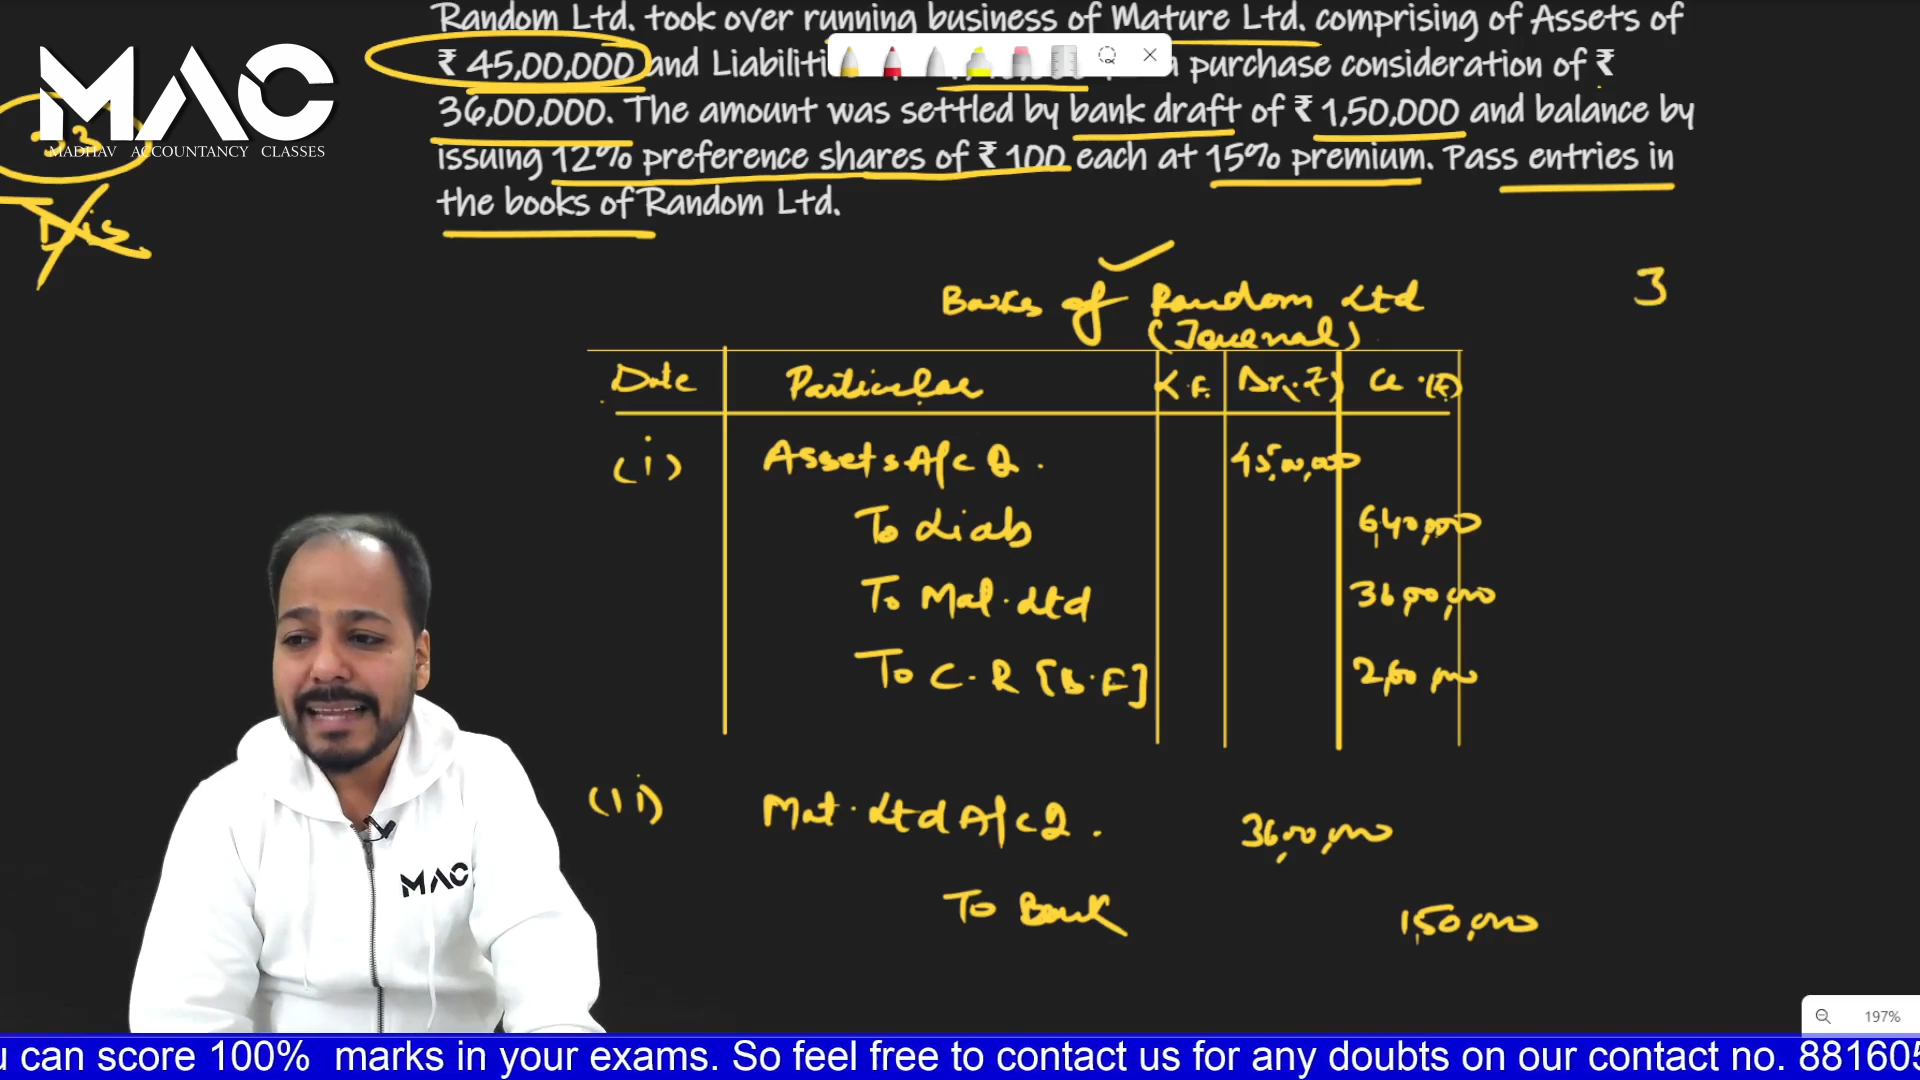 Random Ltd. took over running business of Mature Ltd. comprising of Assets of
₹ 45,00,000 and Liabiliti purchase consideration of ₹
36,00,000. The amount was settled by bank draft of ₹ 1,50,000 and balance by
issuing 12% preference shares of ₹ 100 each at 15% premium. Pass entries in
the books of Random Ltd.
MAC
MADHAV ACCOUNTANCY CLASSES
Dis
Books of Random Ltd
(Journal)
3
Date Particular L.F. Dr.(₹) Cr.(₹)
(i) Assets A/c D. 45,00,000
To Liab 6,40,000
To Mat. Ltd 36,00,000
To C.R [B.F] 2,60,000
(ii) Mat. Ltd A/c D. 36,00,000
To Bank 1,50,000
MAC
197%
u can score 100% marks in your exams. So feel free to contact us for any doubts on our contact no. 881605